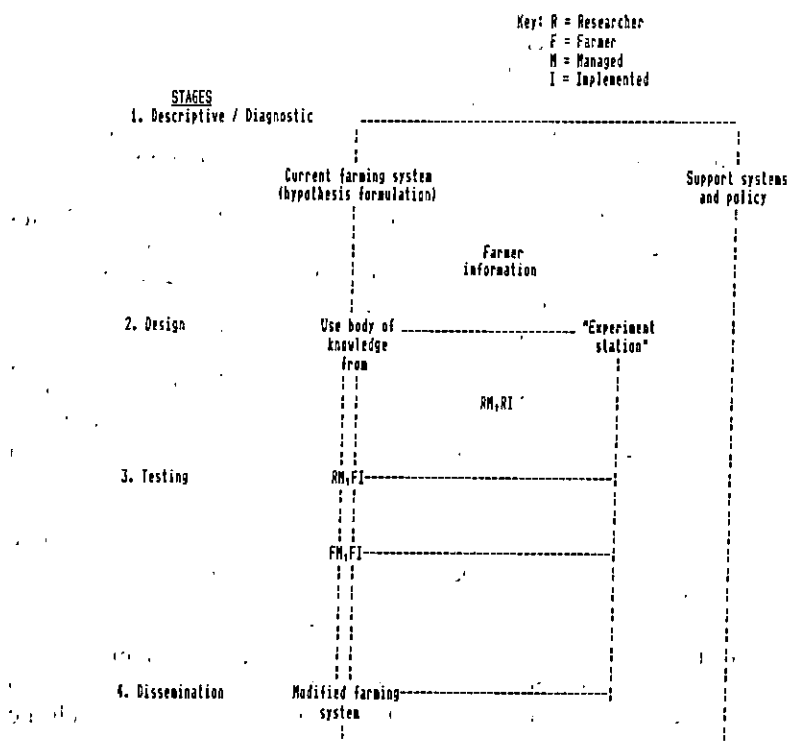 Key: R = Researcher
F = Farmer
M = Managed
I = Implemented
STAGES
1. Descriptive / Diagnostic
Current farming system
(hypothesis formulation)
Support systems
and policy
Farmer
information
2. Design
Use body of
knowledge
from
"Experiment
station"
RM,RI
3. Testing
RM,FI
FM,FI
4. Dissemination
Modified farming
system